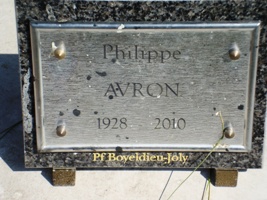 Philippe
AVRON
1928 2010
Pf Boyeldieu-Joly